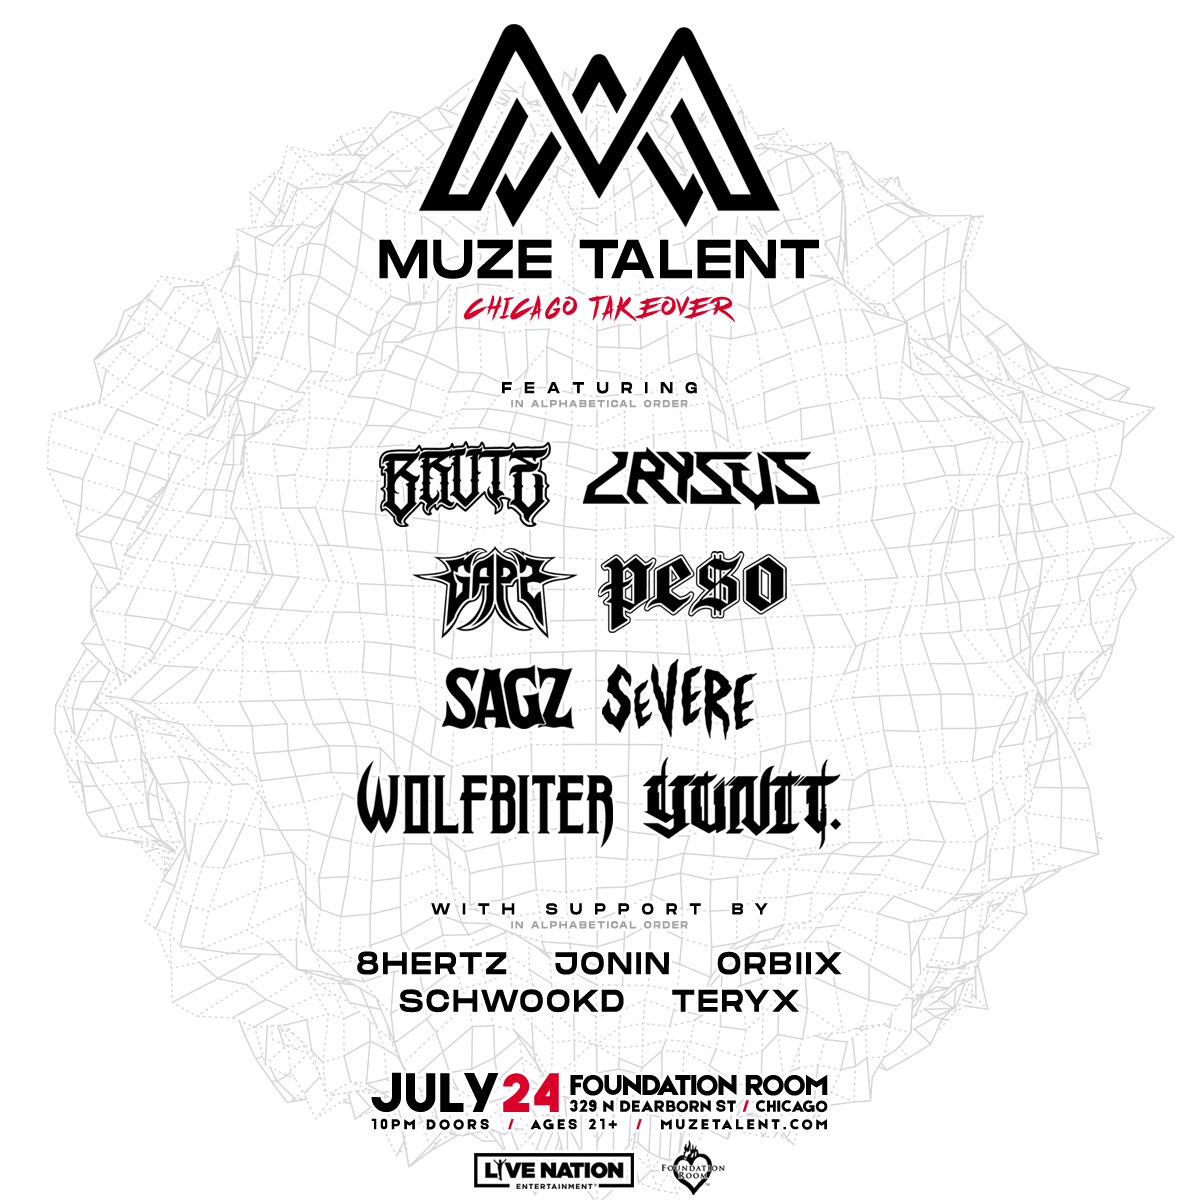 MUZE TALENT
CHICAGO TAKEOVER
FEATURING
IN ALPHABETICAL ORDER
BRUTE CRYSUS
GAPZ PE$O
SAGZ SEVERE
WOLFBITER YUNIT.
WITH SUPPORT BY
IN ALPHABETICAL ORDER
8HERTZ JONIN ORBIIX
SCHWOOKD TERYX
JULY 24 FOUNDATION ROOM
329 N DEARBORN ST / CHICAGO
10PM DOORS / AGES 21+ / MUZETALENT.COM
LIVE NATION
ENTERTAINMENT
FOUNDATION
ROOM